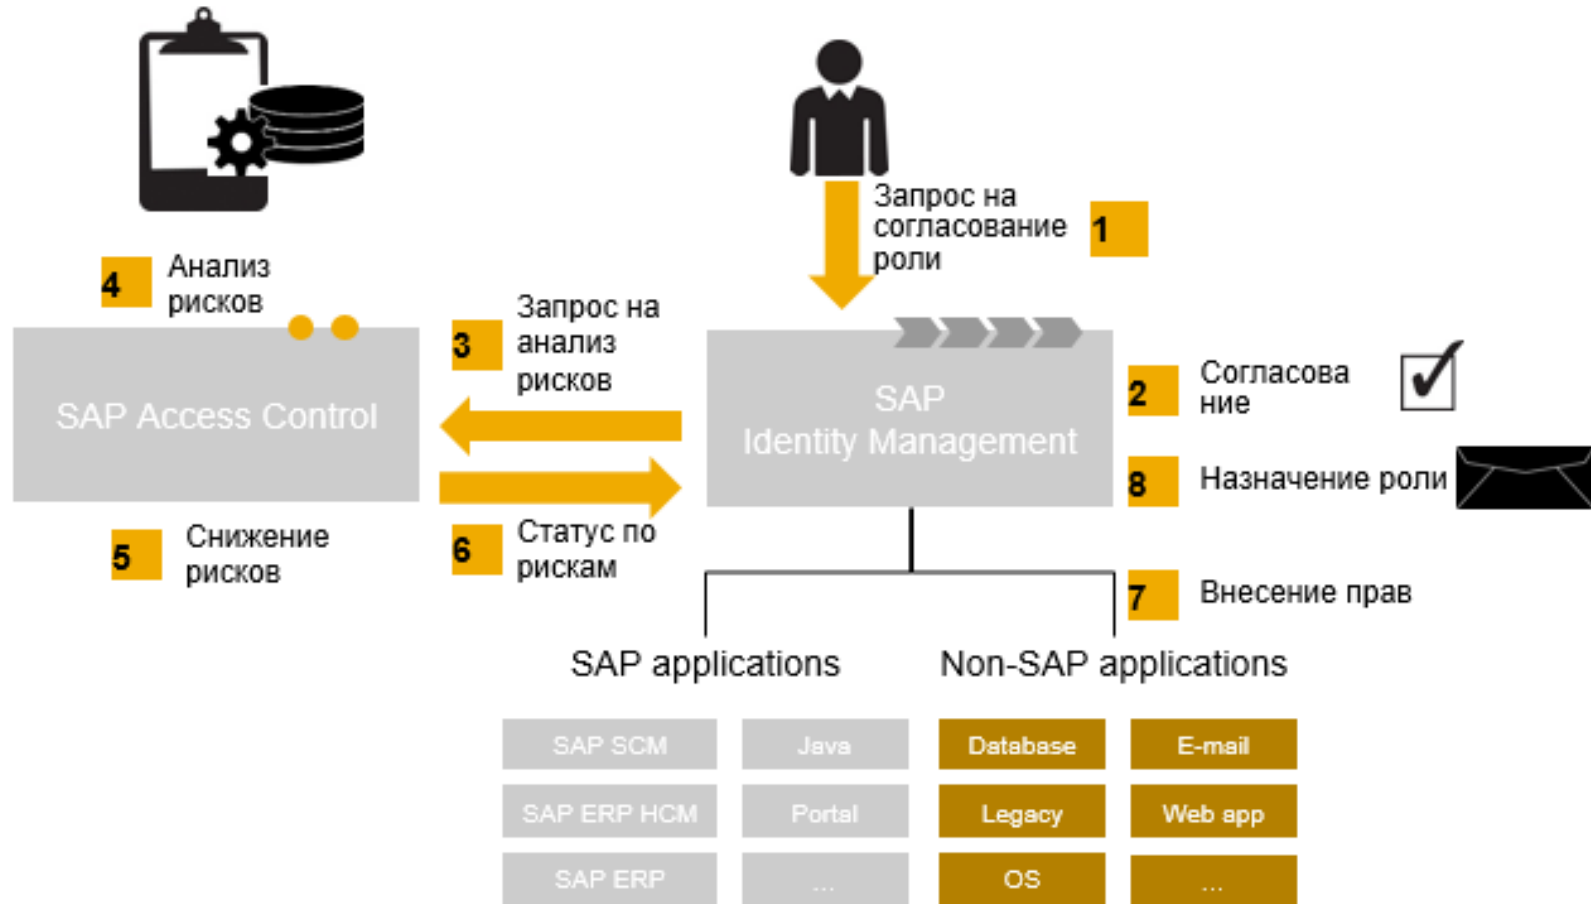 Запрос на
согласование
роли
1
4
Анализ
рисков
3
Запрос на
анализ
рисков
SAP Access Control
SAP
Identity Management
2
Согласова
ние
8
Назначение роли
5
Снижение
рисков
6
Статус по
рискам
7
Внесение прав
SAP applications
Non-SAP applications
SAP SCM
Java
Database
E-mail
SAP ERP HCM
Portal
Legacy
Web app
SAP ERP
...
OS
...